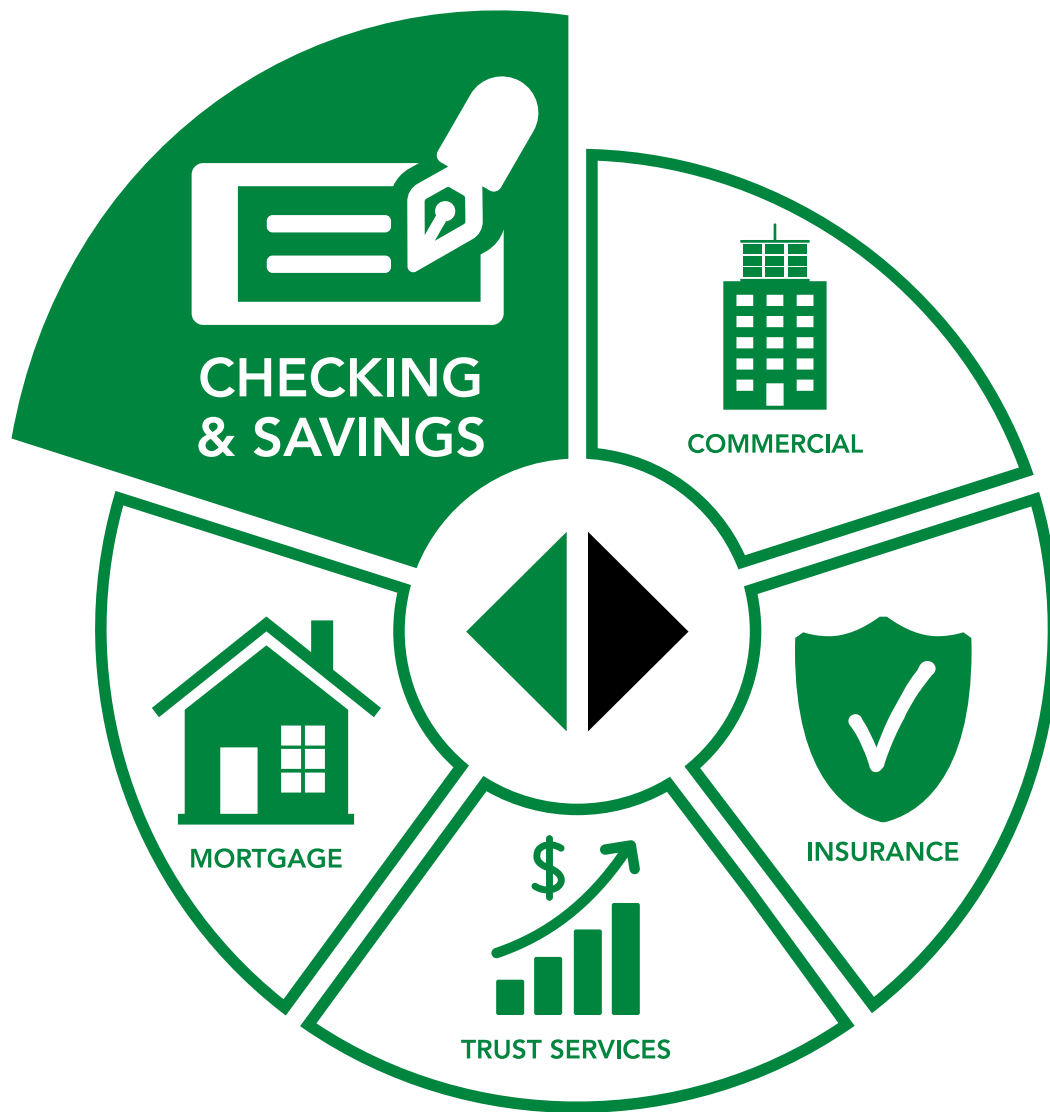 CHECKING
& SAVINGS
COMMERCIAL
INSURANCE
$
TRUST SERVICES
MORTGAGE